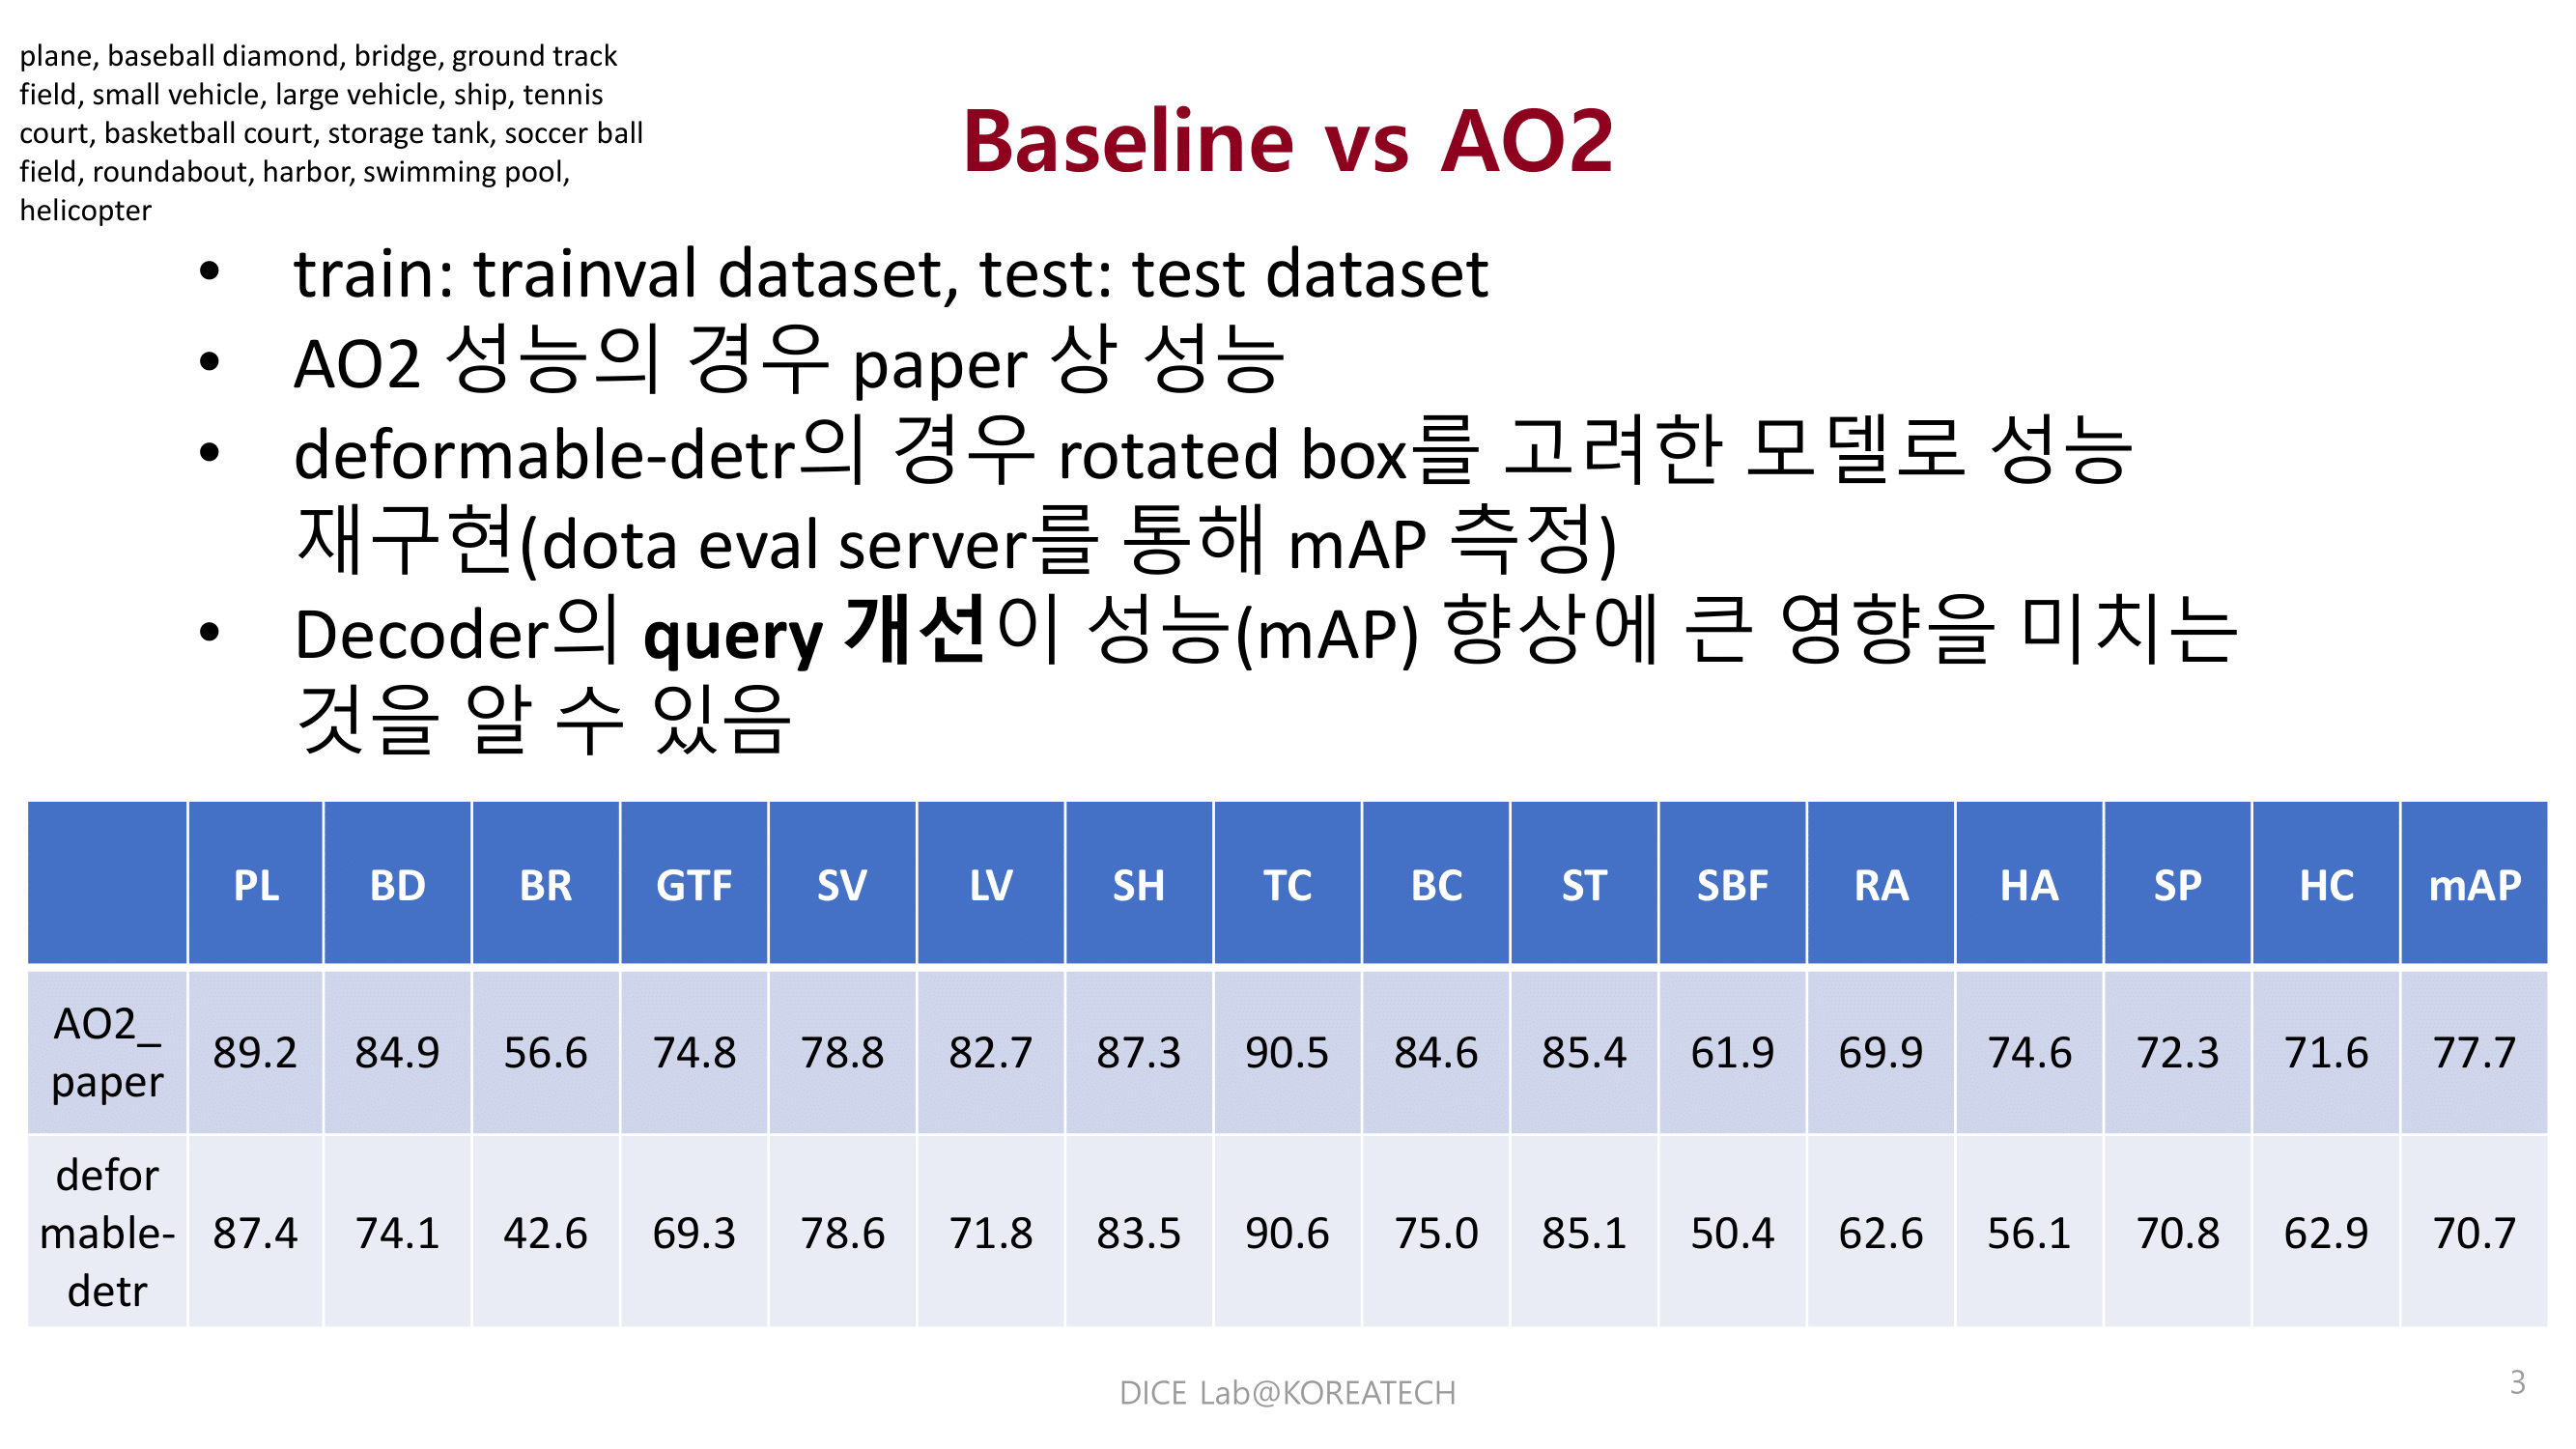 plane, baseball diamond, bridge, ground track
field, small vehicle, large vehicle, ship, tennis
court, basketball court, storage tank, soccer ball
field, roundabout, harbor, swimming pool,
helicopter
Baseline vs AO2
• train: trainval dataset, test: test dataset
• AO2 성능의 경우 paper 상 성능
• deformable-detr의 경우 rotated box를 고려한 모델로 성능
재구현(dota eval server를 통해 mAP 측정)
• Decoder의 query 개선이 성능(mAP) 향상에 큰 영향을 미치는
것을 알 수 있음
PL BD BR GTF SV LV SH TC BC ST SBF RA HA SP HC mAP
AO2_
paper
89.2 84.9 56.6 74.8 78.8 82.7 87.3 90.5 84.6 85.4 61.9 69.9 74.6 72.3 71.6 77.7
defor
mable-
detr
87.4 74.1 42.6 69.3 78.6 71.8 83.5 90.6 75.0 85.1 50.4 62.6 56.1 70.8 62.9 70.7
DICE Lab@KOREATECH
3